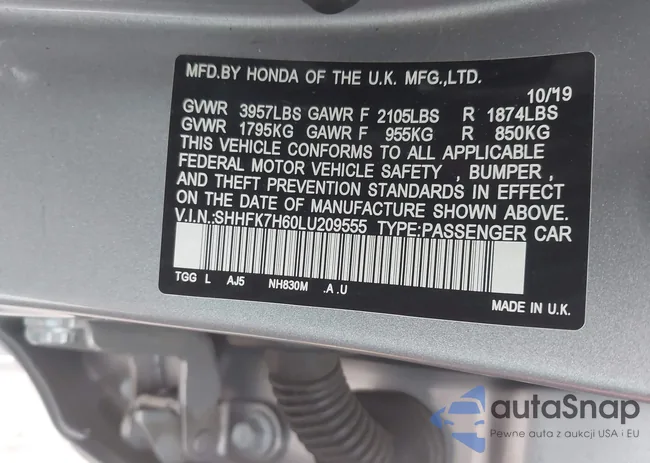 MFD.BY HONDA OF THE U.K. MFG.,LTD.
10/'19
GVWR 3957LBS GAWR F 2105LBS R 1874LBS
GVWR 1795KG GAWR F 955KG R 850KG
THIS VEHICLE CONFORMS TO ALL APPLICABLE
FEDERAL MOTOR VEHICLE SAFETY , BUMPER ,
AND THEFT PREVENTION STANDARDS IN EFFECT
ON THE DATE OF MANUFACTURE SHOWN ABOVE.
V.I.N.:SHHFK7H60LU209555 TYPE:PASSENGER CAR
TGG L AJ5 NH830M .A .U
MADE IN U.K.
autoSnap
Pewne auta z aukcji USA i EU